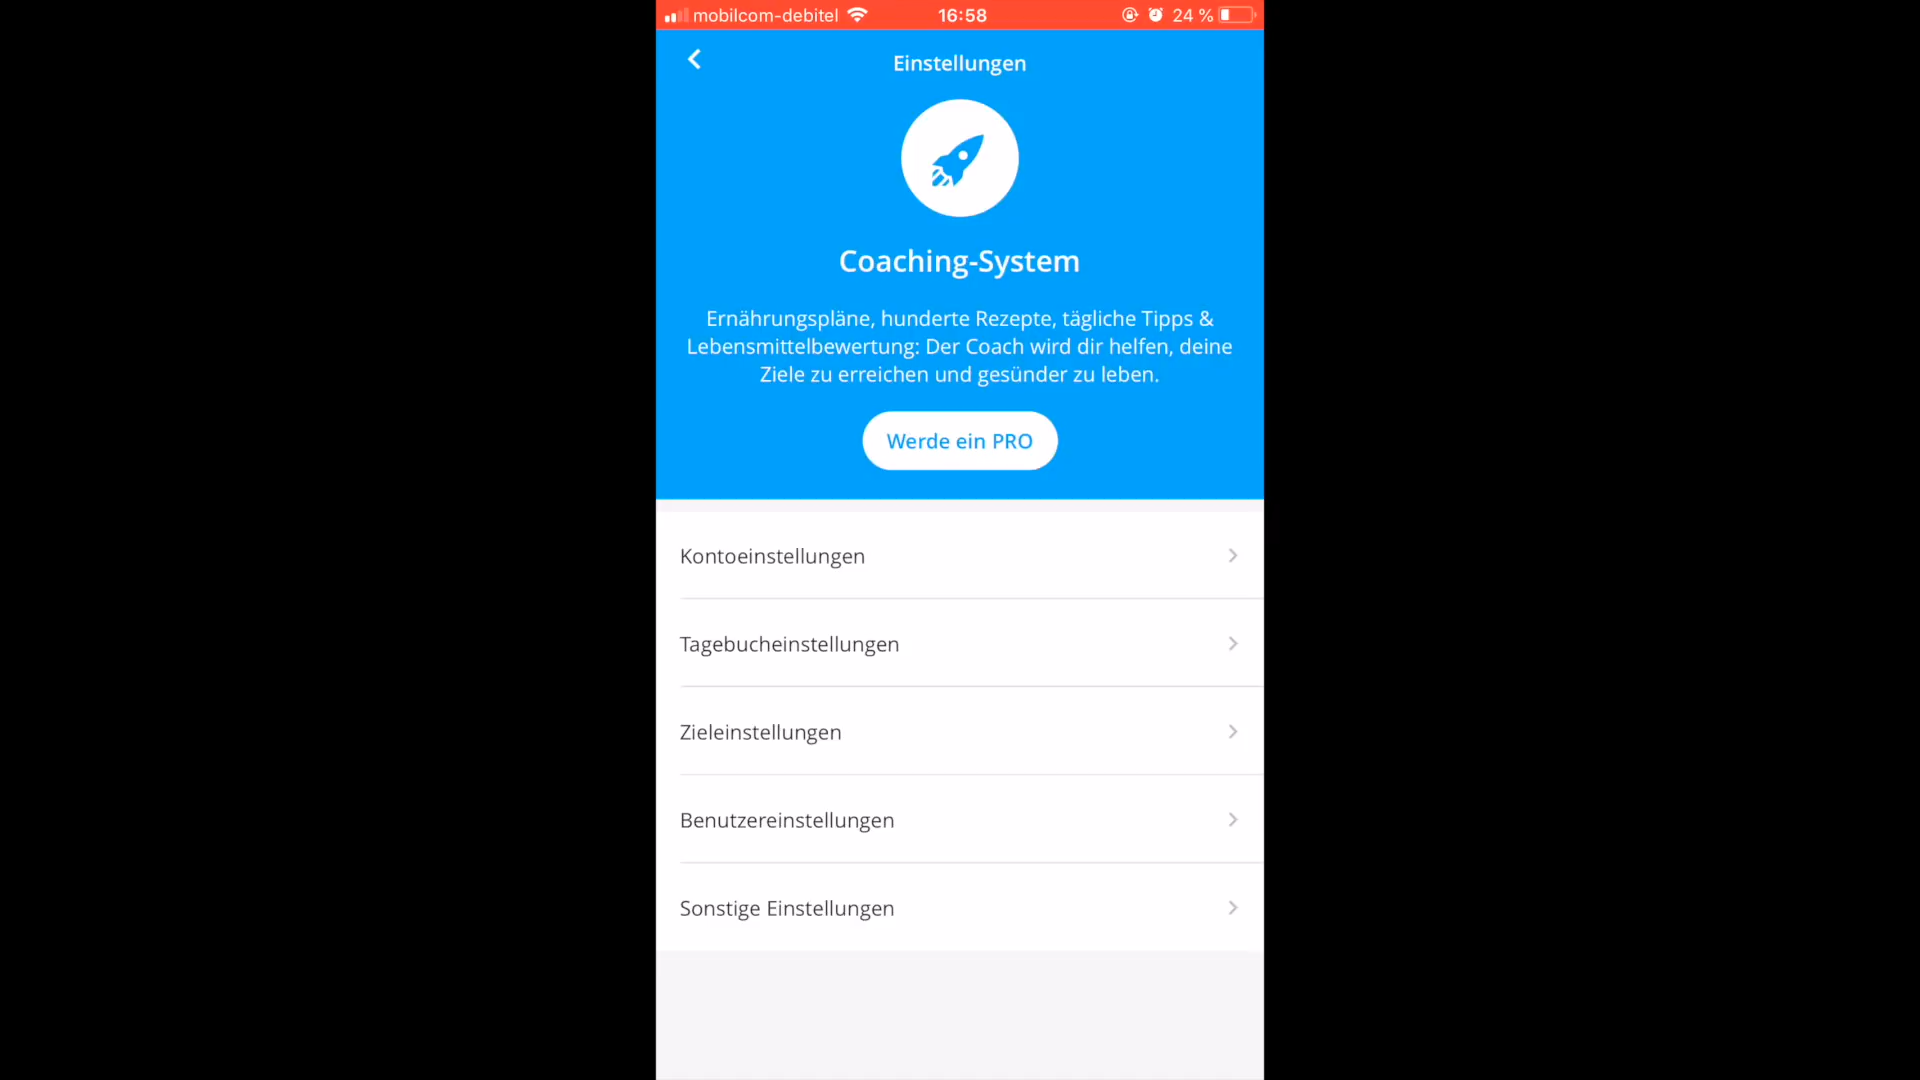 mobilcom-debitel 16:58 24 %
Einstellungen
Coaching-System
Ernährungspläne, hunderte Rezepte, tägliche Tipps &
Lebensmittelbewertung: Der Coach wird dir helfen, deine
Ziele zu erreichen und gesünder zu leben.
Werde ein PRO
Kontoeinstellungen
Tagebucheinstellungen
Zieleinstellungen
Benutzereinstellungen
Sonstige Einstellungen